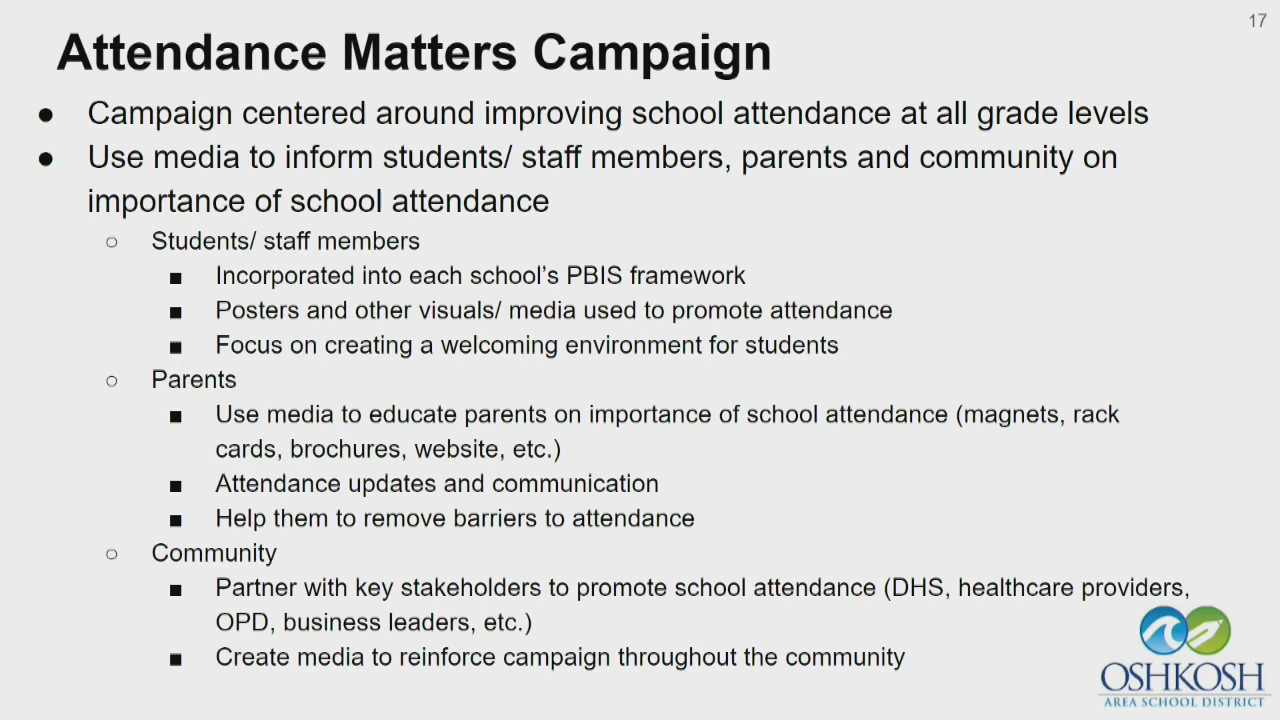 17
Attendance Matters Campaign
● Campaign centered around improving school attendance at all grade levels
● Use media to inform students/ staff members, parents and community on
importance of school attendance
○ Students/ staff members
■ Incorporated into each school’s PBIS framework
■ Posters and other visuals/ media used to promote attendance
■ Focus on creating a welcoming environment for students
○ Parents
■ Use media to educate parents on importance of school attendance (magnets, rack
cards, brochures, website, etc.)
■ Attendance updates and communication
■ Help them to remove barriers to attendance
○ Community
■ Partner with key stakeholders to promote school attendance (DHS, healthcare providers,
OPD, business leaders, etc.)
■ Create media to reinforce campaign throughout the community
OSHKOSH
AREA SCHOOL DISTRICT